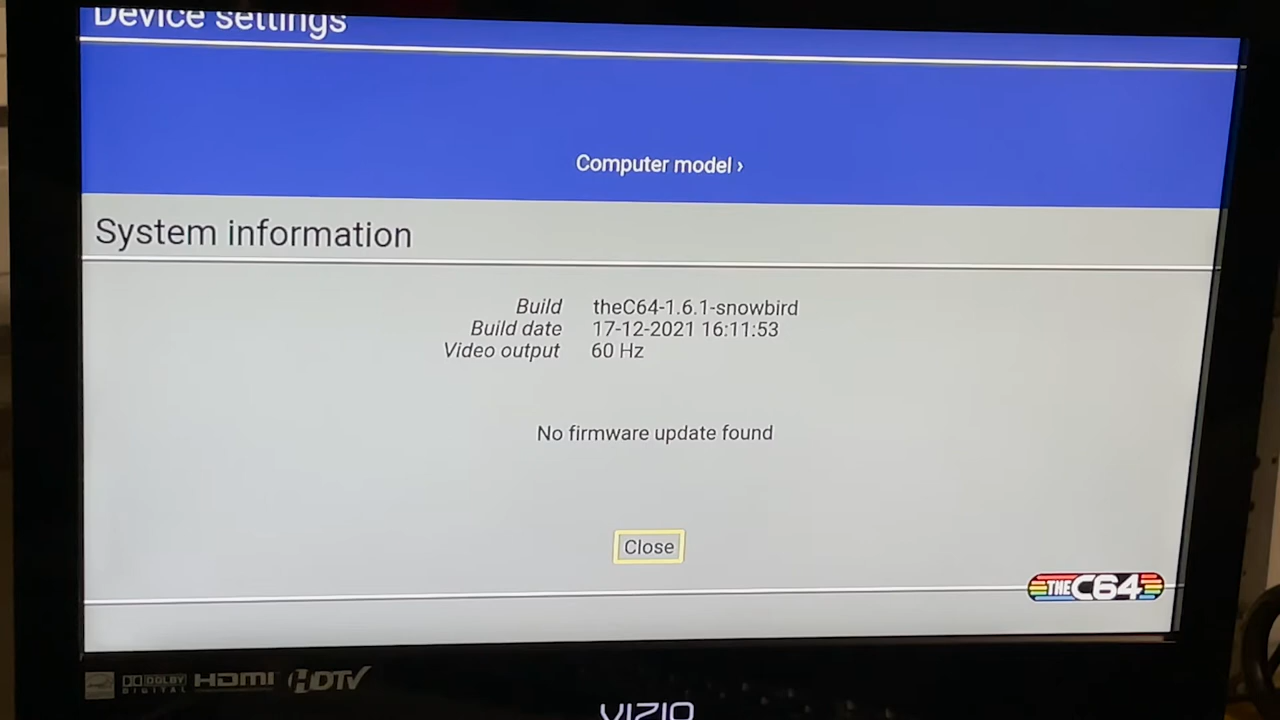 Device settings
Computer model ›
System information
Build theC64-1.6.1-snowbird
Build date 17-12-2021 16:11:53
Video output 60 Hz
No firmware update found
Close
THEC64
DOLBY DIGITAL HDMI HDTV
VIZIO